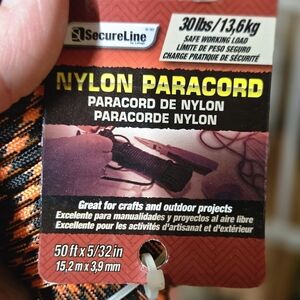 SecureLine
30 lbs/13,6 kg
SAFE WORKING LOAD
LÍMITE DE PESO SEGURO
CHARGE PRATIQUE DE SÉCURITÉ
NYLON PARACORD
PARACORD DE NYLON
PARACORDE NYLON
Great for crafts and outdoor projects
Excelente para manualidades y proyectos al aire libre
Excellente pour les activités d'artisanat et d'extérieur
50 ft x 5/32 in
15,2 m x 3,9 mm